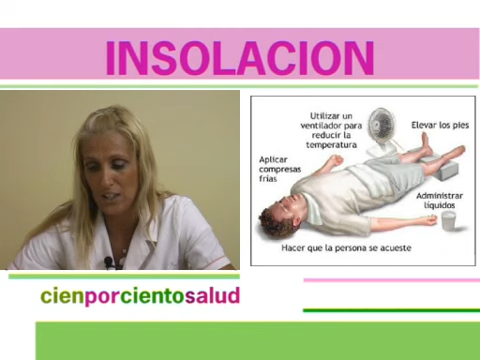 INSOLACION
Utilizar un
ventilador para
reducir la
temperatura
Elevar los pies
Aplicar
compresas
frías
Administrar
líquidos
Hacer que la persona se acueste
cienporcientosalud